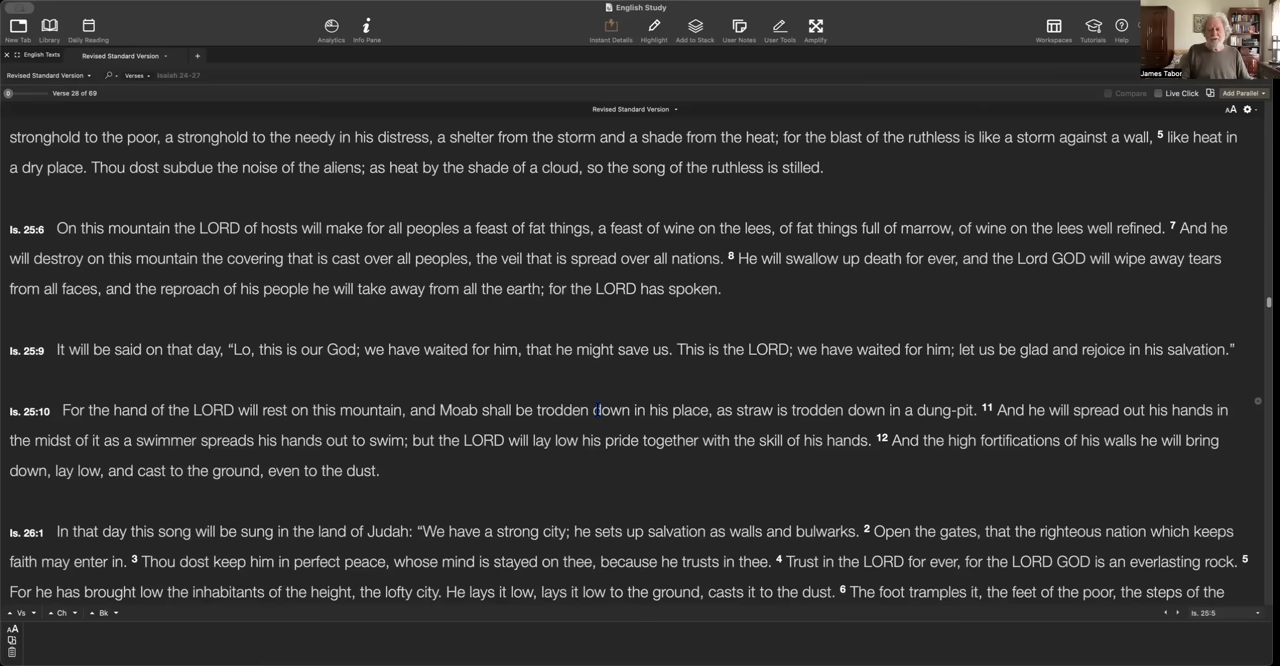 English Study
New Tab Library Daily Reading Analytics Info Pane Instant Details Highlight Add to Stack User Notes User Tools Amplify Workspaces Tutorials Help
James Tabor
English Texts Revised Standard Version +
Revised Standard Version Verses Isaiah 24-27
0 Verse 28 of 69 Compare Live Click Add Parallel
Revised Standard Version
stronghold to the poor, a stronghold to the needy in his distress, a shelter from the storm and a shade from the heat; for the blast of the ruthless is like a storm against a wall, 5 like heat in
a dry place. Thou dost subdue the noise of the aliens; as heat by the shade of a cloud, so the song of the ruthless is stilled.
Is. 25:6 On this mountain the LORD of hosts will make for all peoples a feast of fat things, a feast of wine on the lees, of fat things full of marrow, of wine on the lees well refined. 7 And he
will destroy on this mountain the covering that is cast over all peoples, the veil that is spread over all nations. 8 He will swallow up death for ever, and the Lord GOD will wipe away tears
from all faces, and the reproach of his people he will take away from all the earth; for the LORD has spoken.
Is. 25:9 It will be said on that day, “Lo, this is our God; we have waited for him, that he might save us. This is the LORD; we have waited for him; let us be glad and rejoice in his salvation.”
Is. 25:10 For the hand of the LORD will rest on this mountain, and Moab shall be trodden down in his place, as straw is trodden down in a dung-pit. 11 And he will spread out his hands in
the midst of it as a swimmer spreads his hands out to swim; but the LORD will lay low his pride together with the skill of his hands. 12 And the high fortifications of his walls he will bring
down, lay low, and cast to the ground, even to the dust.
Is. 26:1 In that day this song will be sung in the land of Judah: “We have a strong city; he sets up salvation as walls and bulwarks. 2 Open the gates, that the righteous nation which keeps
faith may enter in. 3 Thou dost keep him in perfect peace, whose mind is stayed on thee, because he trusts in thee. 4 Trust in the LORD for ever, for the LORD GOD is an everlasting rock. 5
For he has brought low the inhabitants of the height, the lofty city. He lays it low, lays it low to the ground, casts it to the dust. 6 The foot tramples it, the feet of the poor, the steps of the
Vs Ch Bk Is. 25:5